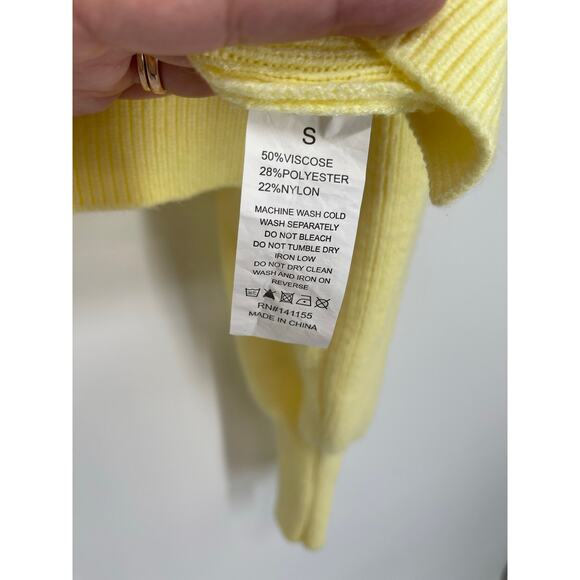 S
50%VISCOSE
28%POLYESTER
22%NYLON
MACHINE WASH COLD
WASH SEPARATELY
DO NOT BLEACH
DO NOT TUMBLE DRY
IRON LOW
DO NOT DRY CLEAN
WASH AND IRON ON
REVERSE
RN#141155
MADE IN CHINA